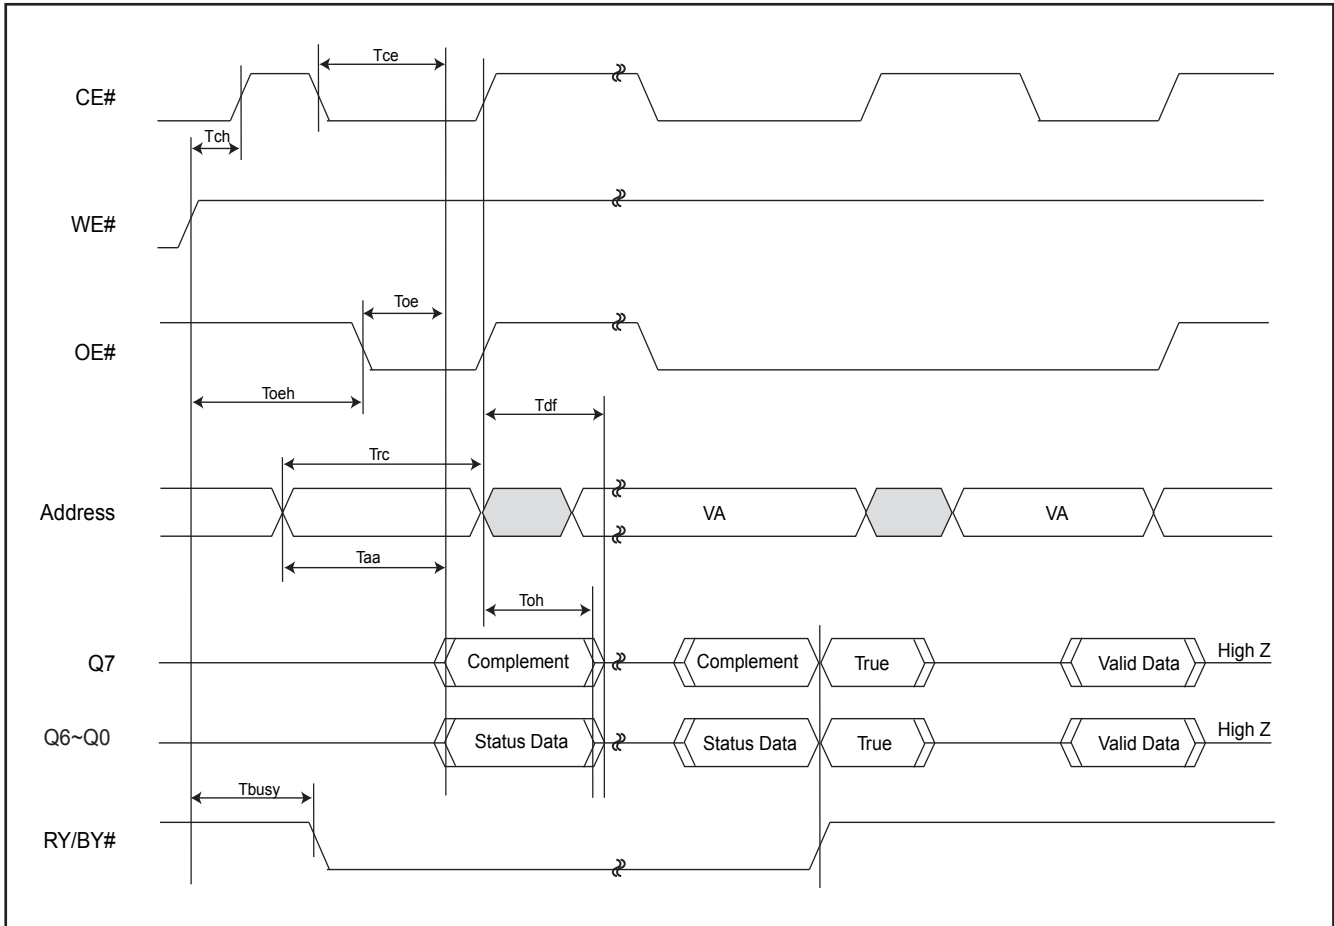 Tce
CE#
Tch
WE#
Toe
OE#
Toeh
Tdf
Trc
Address
VA
VA
Taa
Toh
Q7
Complement
Complement
True
Valid Data
High Z
Q6~Q0
Status Data
Status Data
True
Valid Data
High Z
Tbusy
RY/BY#